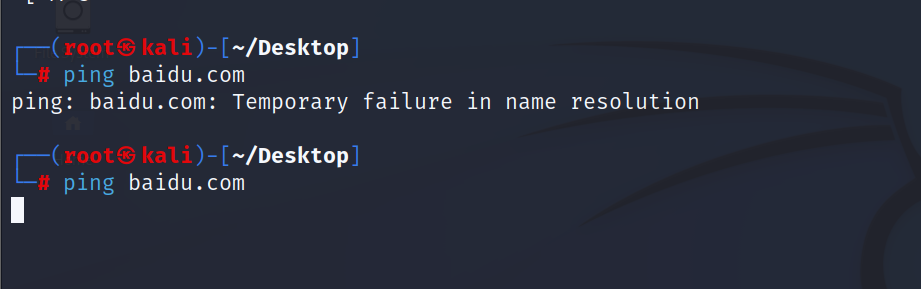 ┌──(root㉿kali)-[~/Desktop]
└─# ping baidu.com
ping: baidu.com: Temporary failure in name resolution
┌──(root㉿kali)-[~/Desktop]
└─# ping baidu.com